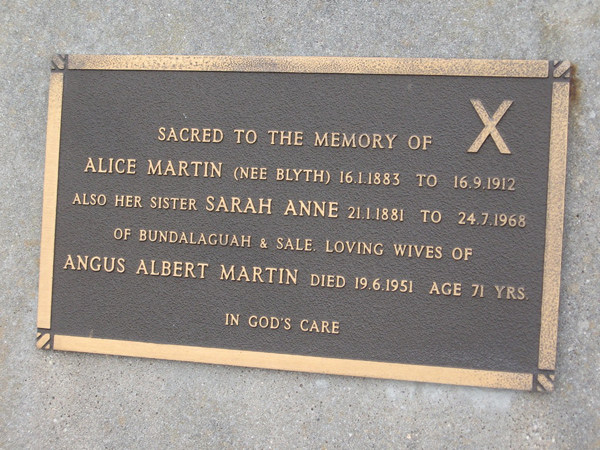 SACRED TO THE MEMORY OF
ALICE MARTIN (NEE BLYTH) 16.1.1883 TO 16.9.1912
ALSO HER SISTER SARAH ANNE 21.1.1881 TO 24.7.1968
OF BUNDALAGUAH & SALE. LOVING WIVES OF
ANGUS ALBERT MARTIN DIED 19.6.1951 AGE 71 YRS.
IN GOD'S CARE